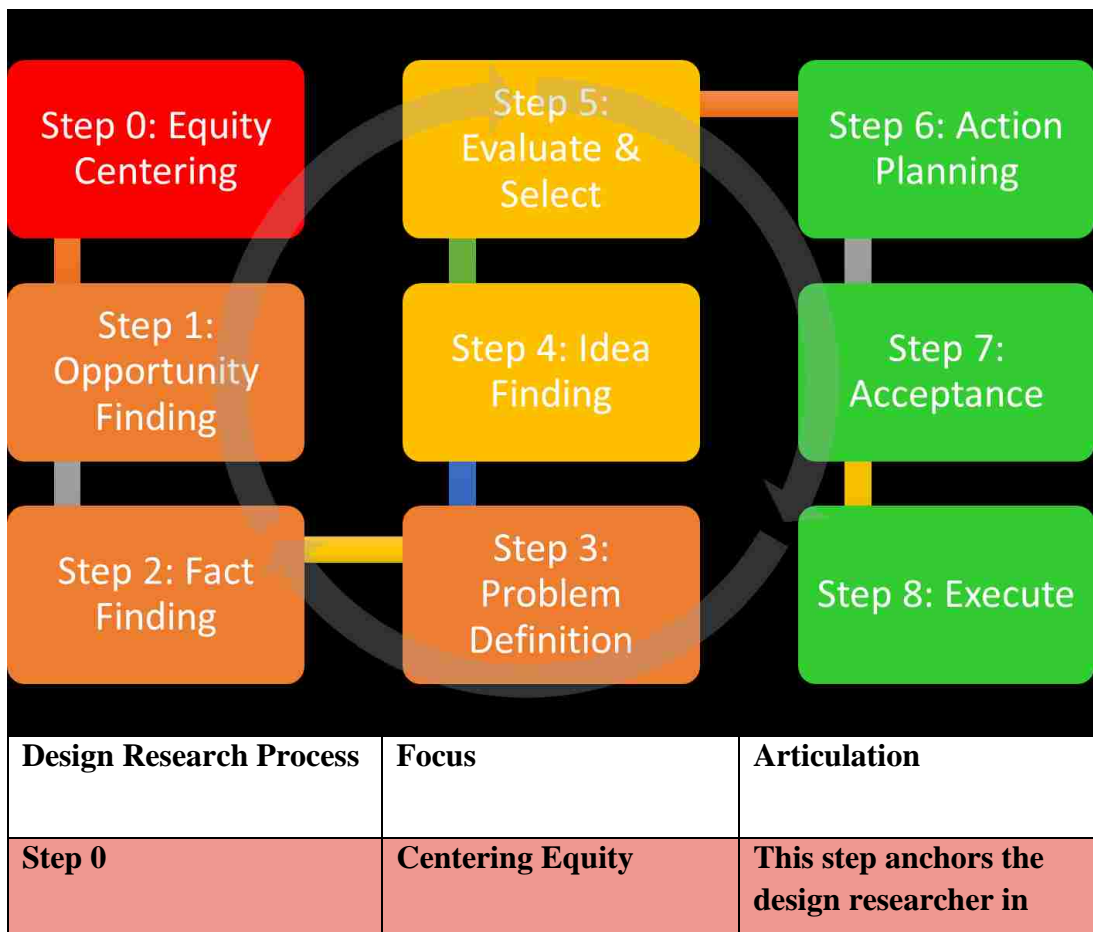 Step 0: Equity
Centering
Step 1:
Opportunity
Finding
Step 2: Fact
Finding
Step 3:
Problem
Definition
Step 4: Idea
Finding
Step 5:
Evaluate &
Select
Step 6: Action
Planning
Step 7:
Acceptance
Step 8: Execute
Design Research Process
Focus
Articulation
Step 0
Centering Equity
This step anchors the
design researcher in